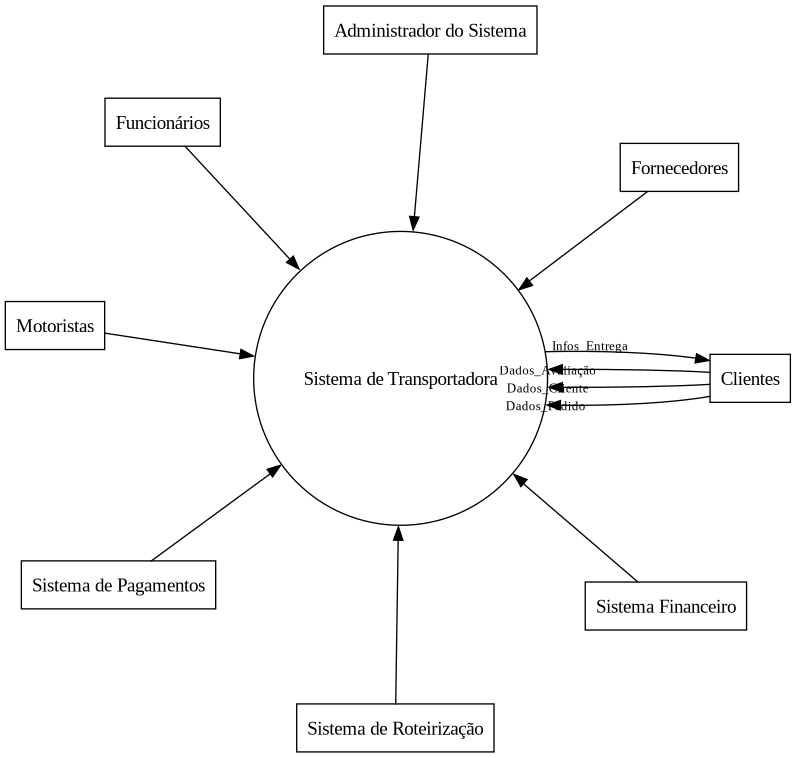 Administrador do Sistema
Funcionários
Fornecedores
Motoristas
Infos_Entrega
Dados_Avaliação
Sistema de Transportadora
Clientes
Dados_Cliente
Dados_Pedido
Sistema de Pagamentos
Sistema Financeiro
Sistema de Roteirização